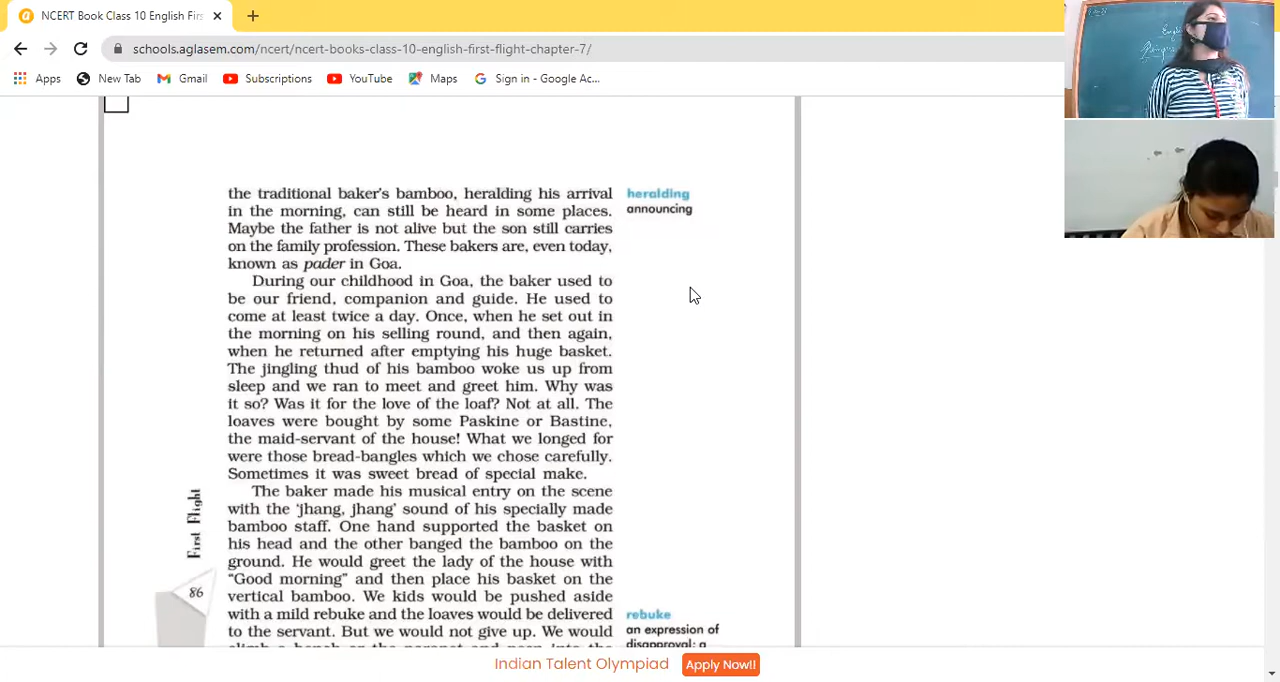 NCERT Book Class 10 English Firs
schools.aglasem.com/ncert/ncert-books-class-10-english-first-flight-chapter-7/
Apps New Tab Gmail Subscriptions YouTube Maps Sign in - Google Ac...
the traditional baker's bamboo, heralding his arrival
in the morning, can still be heard in some places.
Maybe the father is not alive but the son still carries
on the family profession. These bakers are, even today,
known as pader in Goa.
heralding
announcing
During our childhood in Goa, the baker used to
be our friend, companion and guide. He used to
come at least twice a day. Once, when he set out in
the morning on his selling round, and then again,
when he returned after emptying his huge basket.
The jingling thud of his bamboo woke us up from
sleep and we ran to meet and greet him. Why was
it so? Was it for the love of the loaf? Not at all. The
loaves were bought by some Paskine or Bastine,
the maid-servant of the house! What we longed for
were those bread-bangles which we chose carefully.
Sometimes it was sweet bread of special make.
The baker made his musical entry on the scene
with the 'jhang, jhang' sound of his specially made
bamboo staff. One hand supported the basket on
his head and the other banged the bamboo on the
ground. He would greet the lady of the house with
"Good morning" and then place his basket on the
vertical bamboo. We kids would be pushed aside
with a mild rebuke and the loaves would be delivered
to the servant. But we would not give up. We would
climb a bench or the parapet and peep into the
rebuke
an expression of
disapproval; a
First Flight
86
Indian Talent Olympiad Apply Now!!